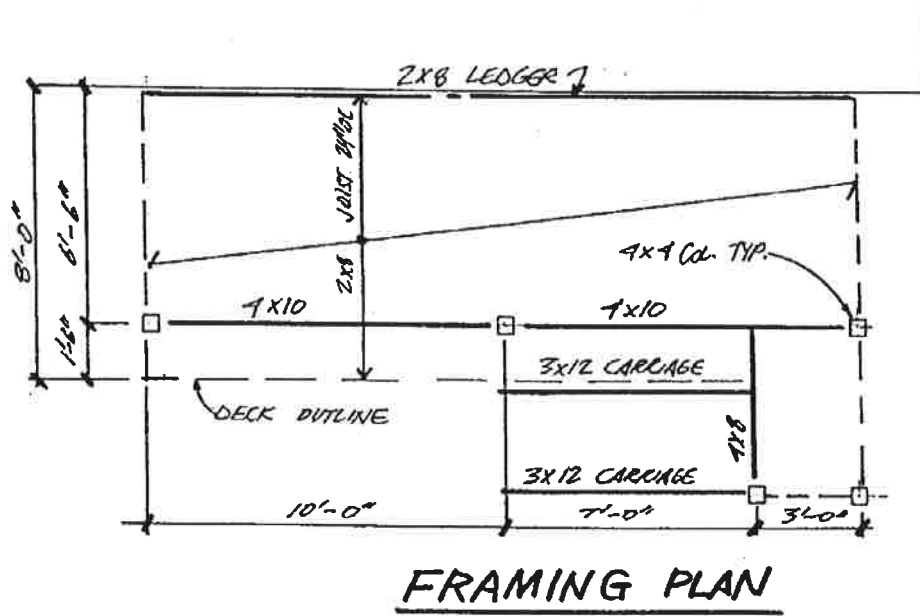 2X8 LEDGER
8'-0"
6'-6"
1'-6"
2X8 JOIST 24"OC
4X4 COL. TYP.
4X10
4X10
3X12 CARRIAGE
DECK OUTLINE
4X8
3X12 CARRIAGE
10'-0"
7'-0"
3'-0"
FRAMING PLAN